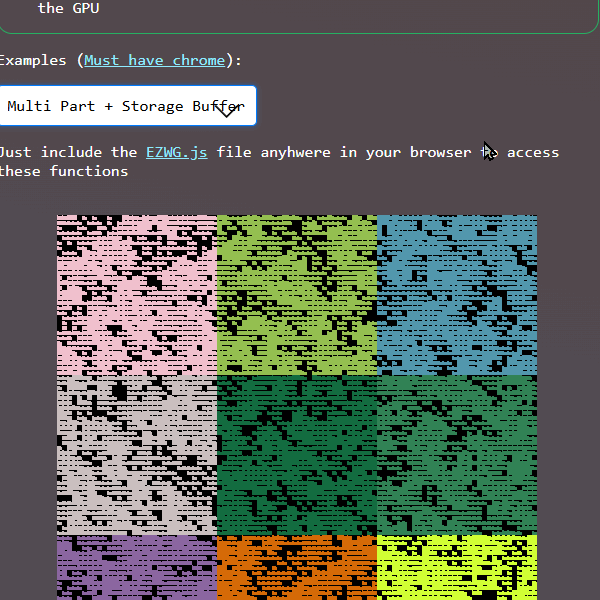 the GPU
Examples (Must have chrome):
Multi Part + Storage Buffer
Just include the EZWG.js file anyhwere in your browser to access
these functions